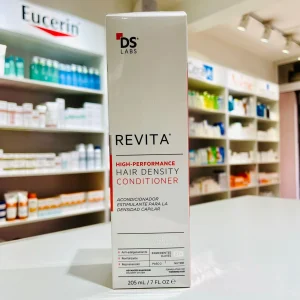 Eucerin
DS
LABS
REVITA®
HIGH-PERFORMANCE
HAIR DENSITY
CONDITIONER
ACONDICIONADOR
ESTIMULANTE PARA LA
DENSIDAD CAPILAR
205 mL / 7 FL OZ ℮